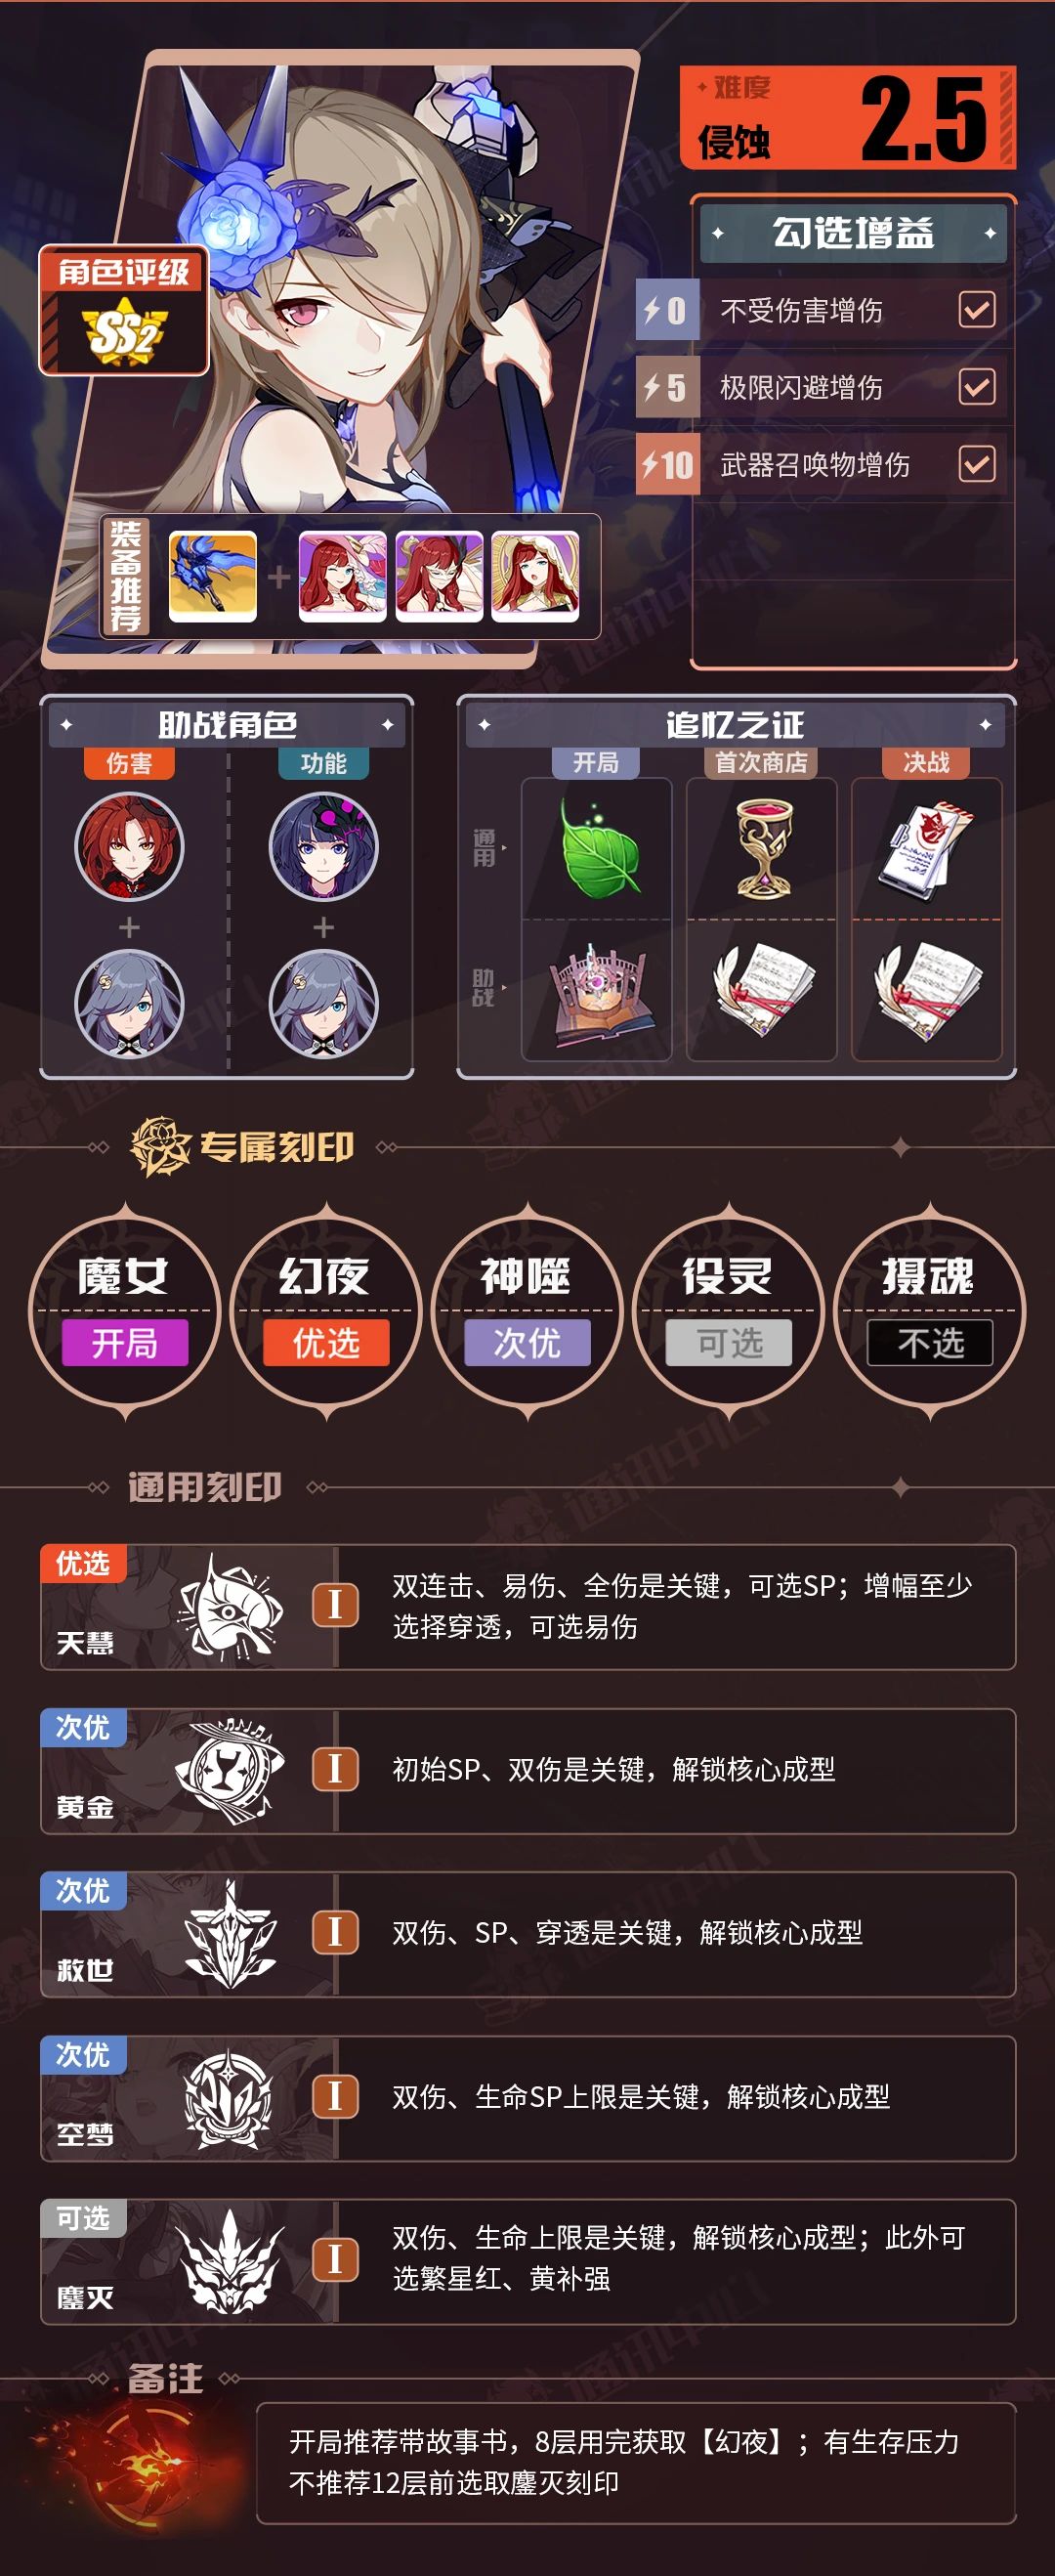 难度
侵蚀
2.5
勾选增益
0 不受伤害增伤
5 极限闪避增伤
10 武器召唤物增伤
角色评级
SS2
装备推荐
助战角色
伤害
功能
追忆之证
开局
首次商店
决战
通用
助战
专属刻印
魔女
开局
幻夜
优选
神噬
次优
役灵
可选
摄魂
不选
通用刻印
优选
天慧
I
双连击、易伤、全伤是关键，可选SP；增幅至少
选择穿透，可选易伤
次优
黄金
I
初始SP、双伤是关键，解锁核心成型
次优
救世
I
双伤、SP、穿透是关键，解锁核心成型
次优
空梦
I
双伤、生命SP上限是关键，解锁核心成型
可选
鏖灭
I
双伤、生命上限是关键，解锁核心成型；此外可
选繁星红、黄补强
备注
开局推荐带故事书，8层用完获取【幻夜】；有生存压力
不推荐12层前选取鏖灭刻印